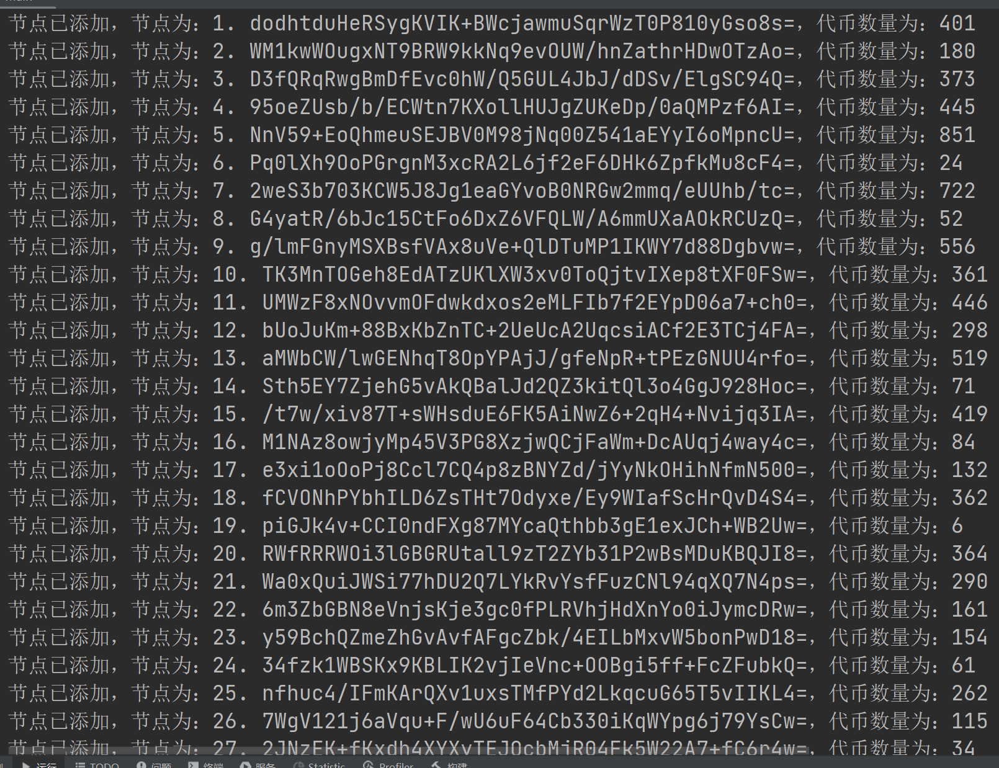 节点已添加，节点为：1. dodhtduHeRSygKVIK+BWcjawmuSqrWzT0P810yGso8s=，代币数量为：401
节点已添加，节点为：2. WM1kwWOugxNT9BRW9kkNq9evOUW/hnZathrHDwOTzAo=，代币数量为：180
节点已添加，节点为：3. D3fQRqRwgBmDfEvc0hW/Q5GUL4JbJ/dDSv/ElgSC94Q=，代币数量为：373
节点已添加，节点为：4. 95oeZUsb/b/ECWtn7KXollHUJgZUKeDp/0aQMPzf6AI=，代币数量为：445
节点已添加，节点为：5. NnV59+EoQhmeuSEJBV0M98jNq00Z541aEYyI6oMpncU=，代币数量为：851
节点已添加，节点为：6. Pq0lXh9OoPGrgnM3xcRA2L6jf2eF6DHk6ZpfkMu8cF4=，代币数量为：24
节点已添加，节点为：7. 2weS3b703KCW5J8Jg1eaGYvoB0NRGw2mmq/eUUhb/tc=，代币数量为：722
节点已添加，节点为：8. G4yatR/6bJc15CtFo6DxZ6VFQLW/A6mmUXaAOkRCUzQ=，代币数量为：52
节点已添加，节点为：9. g/lmFGnyMSXBsfVAx8uVe+QlDTuMP1IKWY7d88Dgbvw=，代币数量为：556
节点已添加，节点为：10. TK3MnTOGeh8EdATzUKlXW3xv0ToQjtvIXep8tXF0FSw=，代币数量为：361
节点已添加，节点为：11. UMWzF8xNOvvmOFdwkdxos2eMLFIb7f2EYpD06a7+ch0=，代币数量为：446
节点已添加，节点为：12. bUoJuKm+88BxKbZnTC+2UeUcA2UqcsiACf2E3TCj4FA=，代币数量为：298
节点已添加，节点为：13. aMWbCW/lwGENhqT8OpYPAjJ/gfeNpR+tPEzGNUU4rfo=，代币数量为：519
节点已添加，节点为：14. Sth5EY7ZjehG5vAkQBalJd2QZ3kitQl3o4GgJ928Hoc=，代币数量为：71
节点已添加，节点为：15. /t7w/xiv87T+sWHsduE6FK5AiNwZ6+2qH4+Nvijq3IA=，代币数量为：419
节点已添加，节点为：16. M1NAz8owjyMp45V3PG8XzjwQCjFaWm+DcAUqj4way4c=，代币数量为：84
节点已添加，节点为：17. e3xi1oOoPj8Ccl7CQ4p8zBNYZd/jYyNkOHihNfmN500=，代币数量为：132
节点已添加，节点为：18. fCVONhPYbhILD6ZsTHt7Odyxe/Ey9WIafScHrQvD4S4=，代币数量为：362
节点已添加，节点为：19. piGJk4v+CCI0ndFXg87MYcaQthbb3gE1exJCh+WB2Uw=，代币数量为：6
节点已添加，节点为：20. RWfRRRWOi3lGBGRUtall9zT2ZYb31P2wBsMDuKBQJI8=，代币数量为：364
节点已添加，节点为：21. Wa0xQuiJWSi77hDU2Q7LYkRvYsfFuzCNl94qXQ7N4ps=，代币数量为：290
节点已添加，节点为：22. 6m3ZbGBN8eVnjsKje3gc0fPLRVhjHdXnYo0iJymcDRw=，代币数量为：161
节点已添加，节点为：23. y59BchQZmeZhGvAvfAFgcZbk/4EILbMxvW5bonPwD18=，代币数量为：154
节点已添加，节点为：24. 34fzk1WBSKx9KBLIK2vjIeVnc+OOBgi5ff+FcZFubkQ=，代币数量为：61
节点已添加，节点为：25. nfhuc4/IFmKArQXv1uxsTMfPYd2LkqcuG65T5vIIKL4=，代币数量为：262
节点已添加，节点为：26. 7WgV121j6aVqu+F/wU6uF64Cb330iKqWYpg6j79YsCw=，代币数量为：115
节点已添加，节点为：27. 2JNzEK+fKxdh4XYXvTEJOcbMjR04Fk5W22A7+fC6r4w=，代币数量为：34
运行 TODO 问题 终端 服务 Statistic Profiler 构建